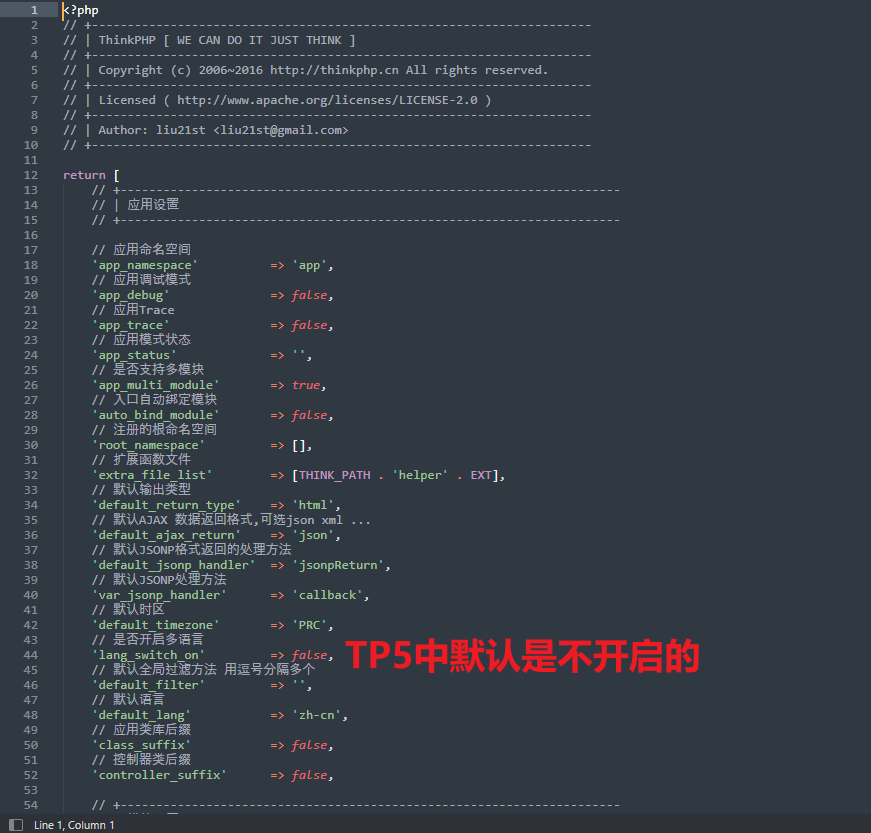 1 <?php
2 // +----------------------------------------------------------------------
3 // | ThinkPHP [ WE CAN DO IT JUST THINK ]
4 // +----------------------------------------------------------------------
5 // | Copyright (c) 2006~2016 http://thinkphp.cn All rights reserved.
6 // +----------------------------------------------------------------------
7 // | Licensed ( http://www.apache.org/licenses/LICENSE-2.0 )
8 // +----------------------------------------------------------------------
9 // | Author: liu21st <liu21st@gmail.com>
10 // +----------------------------------------------------------------------
11
12 return [
13     // +----------------------------------------------------------------------
14     // | 应用设置
15     // +----------------------------------------------------------------------
16
17     // 应用命名空间
18     'app_namespace'          => 'app',
19     // 应用调试模式
20     'app_debug'              => false,
21     // 应用Trace
22     'app_trace'              => false,
23     // 应用模式状态
24     'app_status'             => '',
25     // 是否支持多模块
26     'app_multi_module'       => true,
27     // 入口自动绑定模块
28     'auto_bind_module'       => false,
29     // 注册的根命名空间
30     'root_namespace'         => [],
31     // 扩展函数文件
32     'extra_file_list'        => [THINK_PATH . 'helper' . EXT],
33     // 默认输出类型
34     'default_return_type'    => 'html',
35     // 默认AJAX 数据返回格式,可选json xml ...
36     'default_ajax_return'    => 'json',
37     // 默认JSONP格式返回的处理方法
38     'default_jsonp_handler'  => 'jsonpReturn',
39     // 默认JSONP处理方法
40     'var_jsonp_handler'      => 'callback',
41     // 默认时区
42     'default_timezone'       => 'PRC',
43     // 是否开启多语言
44     'lang_switch_on'         => false, TP5中默认是不开启的
45     // 默认全局过滤方法 用逗号分隔多个
46     'default_filter'         => '',
47     // 默认语言
48     'default_lang'           => 'zh-cn',
49     // 应用类库后缀
50     'class_suffix'           => false,
51     // 控制器类后缀
52     'controller_suffix'      => false,
53
54     // +----------------------------------------------------------------------
Line 1, Column 1